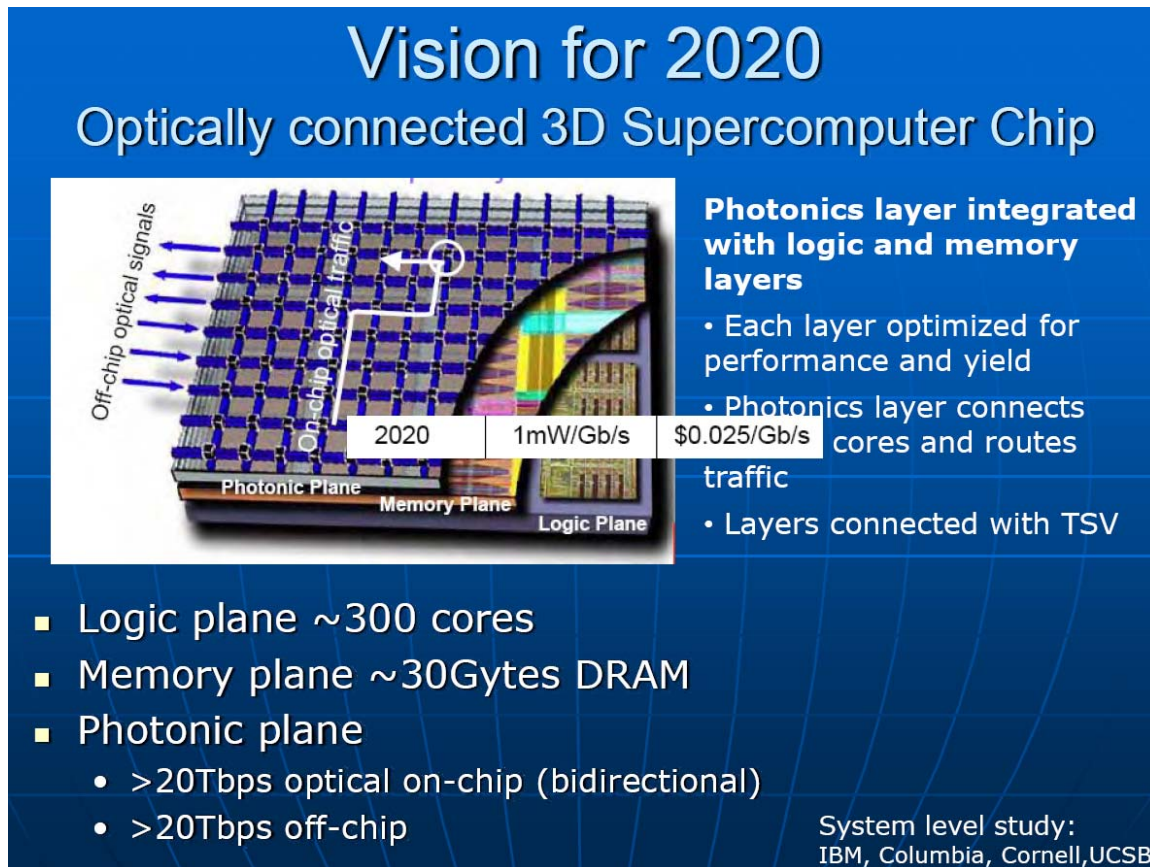 Vision for 2020
Optically connected 3D Supercomputer Chip
Off-chip optical signals
On-chip optical traffic
Photonic Plane
Memory Plane
Logic Plane
2020 1mW/Gb/s $0.025/Gb/s
Photonics layer integrated
with logic and memory
layers
• Each layer optimized for
performance and yield
• Photonics layer connects
cores and routes
traffic
• Layers connected with TSV
Logic plane ~300 cores
Memory plane ~30Gytes DRAM
Photonic plane
• >20Tbps optical on-chip (bidirectional)
• >20Tbps off-chip
System level study:
IBM, Columbia, Cornell,UCSB